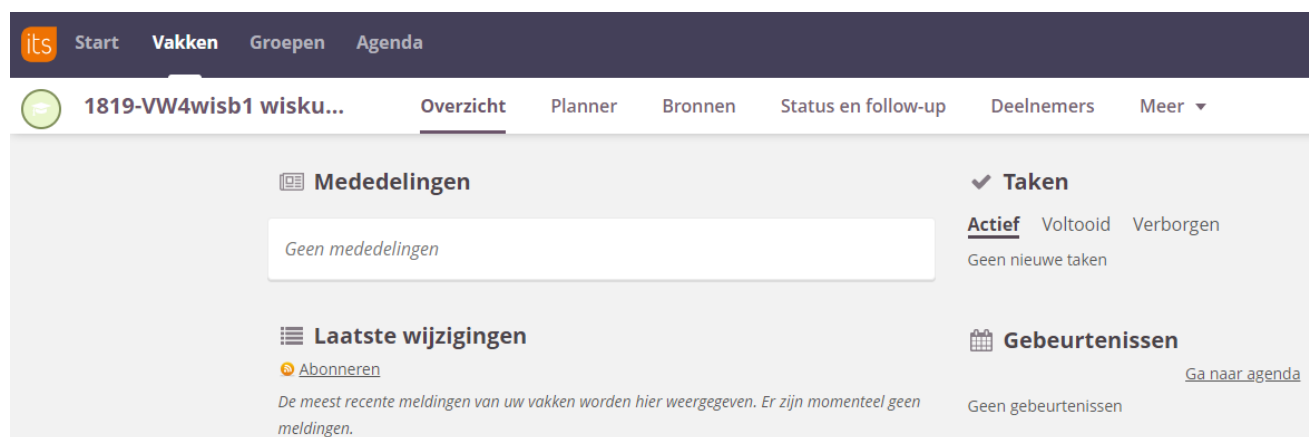 its Start Vakken Groepen Agenda
1819-VW4wisb1 wisku... Overzicht Planner Bronnen Status en follow-up Deelnemers Meer
Mededelingen
Geen mededelingen
Laatste wijzigingen
Abonneren
De meest recente meldingen van uw vakken worden hier weergegeven. Er zijn momenteel geen
meldingen.
Taken
Actief Voltooid Verborgen
Geen nieuwe taken
Gebeurtenissen
Ga naar agenda
Geen gebeurtenissen